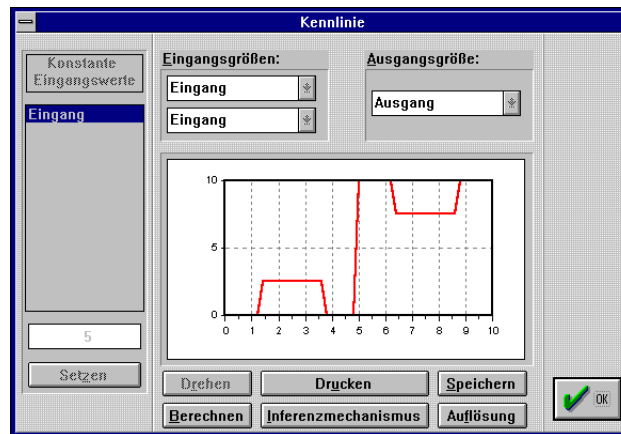 Kennlinie
Konstante
Eingangswerte
Eingang
5
Setzen
Eingangsgrößen:
Eingang
Eingang
Ausgangsgröße:
Ausgang
10
5
0
0 1 2 3 4 5 6 7 8 9 10
Drehen Drucken Speichern
Berechnen Inferenzmechanismus Auflösung
OK